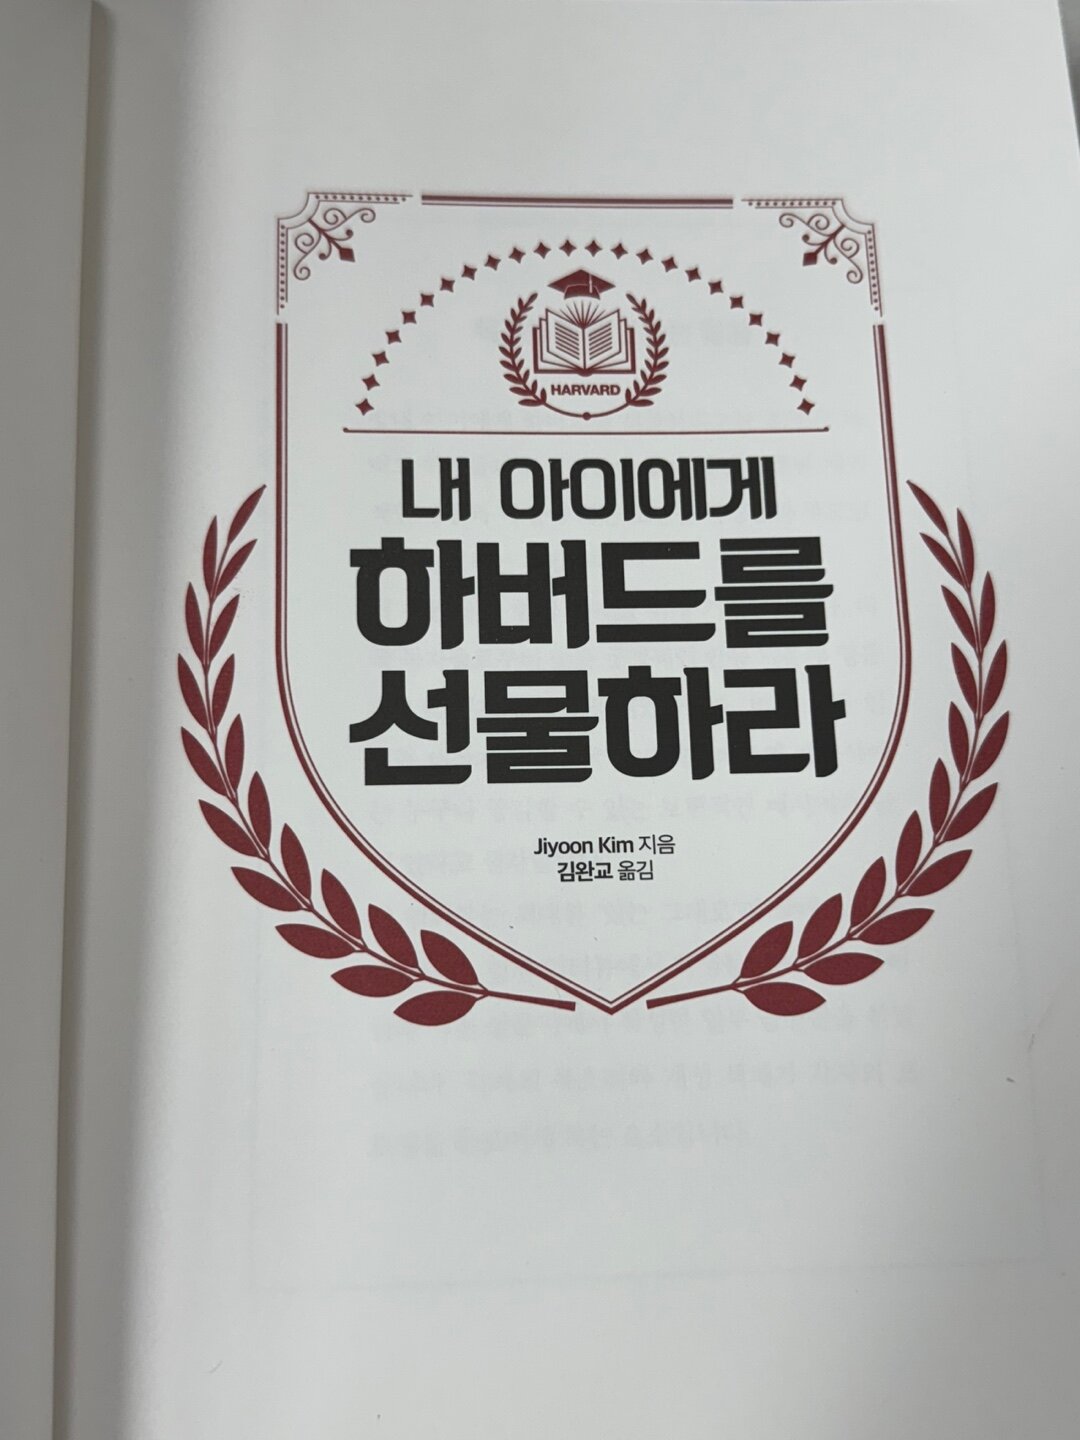 HARVARD
내 아이에게
하버드를
선물하라
Jiyoon Kim 지음
김완교 옮김